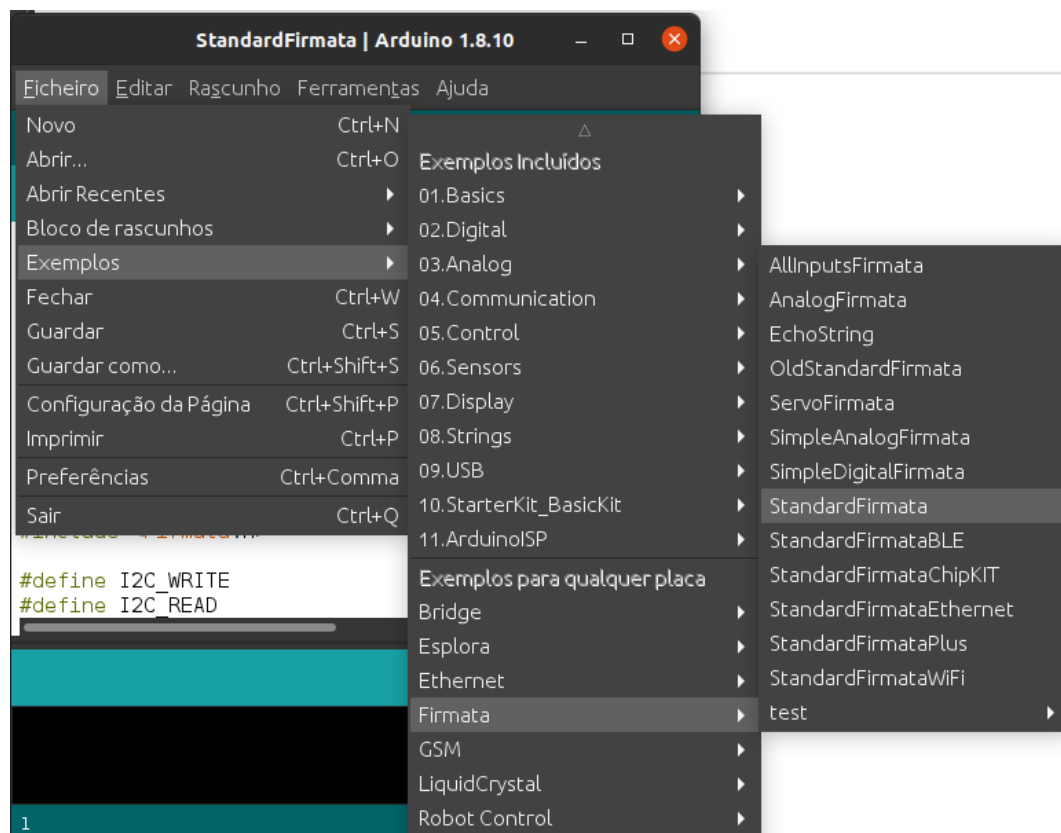 StandardFirmata | Arduino 1.8.10
Ficheiro Editar Rascunho Ferramentas Ajuda
Novo Ctrl+N
Abrir... Ctrl+O
Abrir Recentes
Bloco de rascunhos
Exemplos
Fechar Ctrl+W
Guardar Ctrl+S
Guardar como... Ctrl+Shift+S
Configuração da Página Ctrl+Shift+P
Imprimir Ctrl+P
Preferências Ctrl+Comma
Sair Ctrl+Q
#define I2C_WRITE
#define I2C_READ
1
Exemplos Incluídos
01.Basics
02.Digital
03.Analog
04.Communication
05.Control
06.Sensors
07.Display
08.Strings
09.USB
10.StarterKit_BasicKit
11.ArduinoISP
Exemplos para qualquer placa
Bridge
Esplora
Ethernet
Firmata
GSM
LiquidCrystal
Robot Control
AllInputsFirmata
AnalogFirmata
EchoString
OldStandardFirmata
ServoFirmata
SimpleAnalogFirmata
SimpleDigitalFirmata
StandardFirmata
StandardFirmataBLE
StandardFirmataChipKIT
StandardFirmataEthernet
StandardFirmataPlus
StandardFirmataWiFi
test